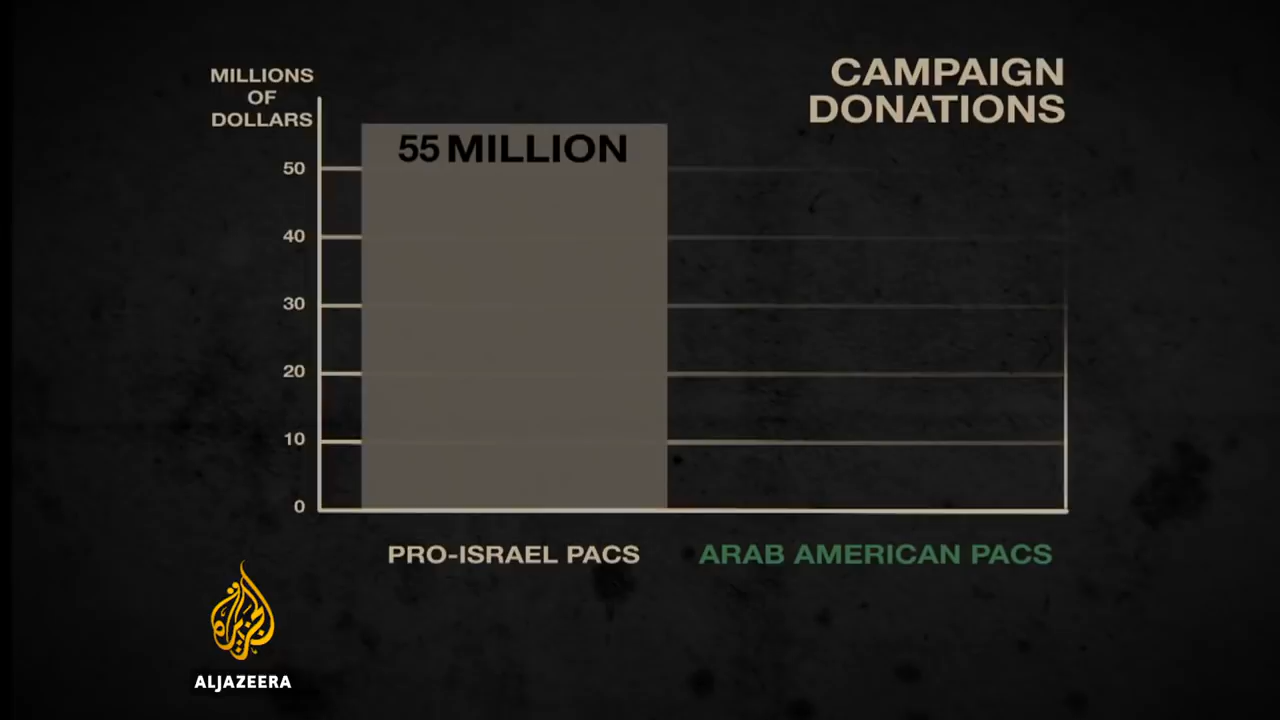 MILLIONS
OF
DOLLARS
CAMPAIGN
DONATIONS
55 MILLION
50
40
30
20
10
0
PRO-ISRAEL PACS
ARAB AMERICAN PACS
الجزيرة
ALJAZEERA